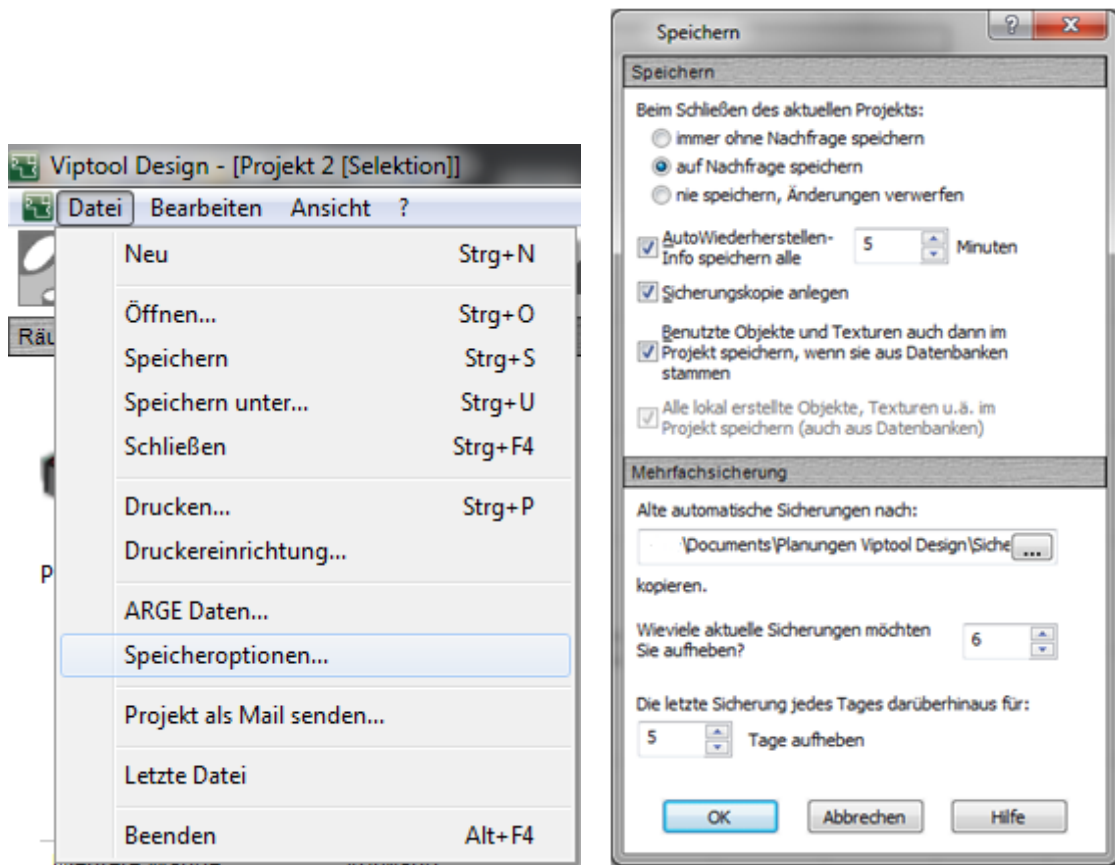 Viptool Design - [Projekt 2 [Selektion]]
Datei Bearbeiten Ansicht ?
Neu Strg+N
Öffnen... Strg+O
Speichern Strg+S
Speichern unter... Strg+U
Schließen Strg+F4
Drucken... Strg+P
Druckereinrichtung...
ARGE Daten...
Speicheroptionen...
Projekt als Mail senden...
Letzte Datei
Beenden Alt+F4
Räu
P
Speichern
Speichern
Beim Schließen des aktuellen Projekts:
immer ohne Nachfrage speichern
auf Nachfrage speichern
nie speichern, Änderungen verwerfen
AutoWiederherstellen-
Info speichern alle
5 Minuten
Sicherungskopie anlegen
Benutzte Objekte und Texturen auch dann im
Projekt speichern, wenn sie aus Datenbanken
stammen
Alle lokal erstellte Objekte, Texturen u.ä. im
Projekt speichern (auch aus Datenbanken)
Mehrfachsicherung
Alte automatische Sicherungen nach:
\Documents\Planungen Viptool Design\Siche ...
kopieren.
Wieviele aktuelle Sicherungen möchten
Sie aufheben?
6
Die letzte Sicherung jedes Tages darüberhinaus für:
5 Tage aufheben
OK Abbrechen Hilfe